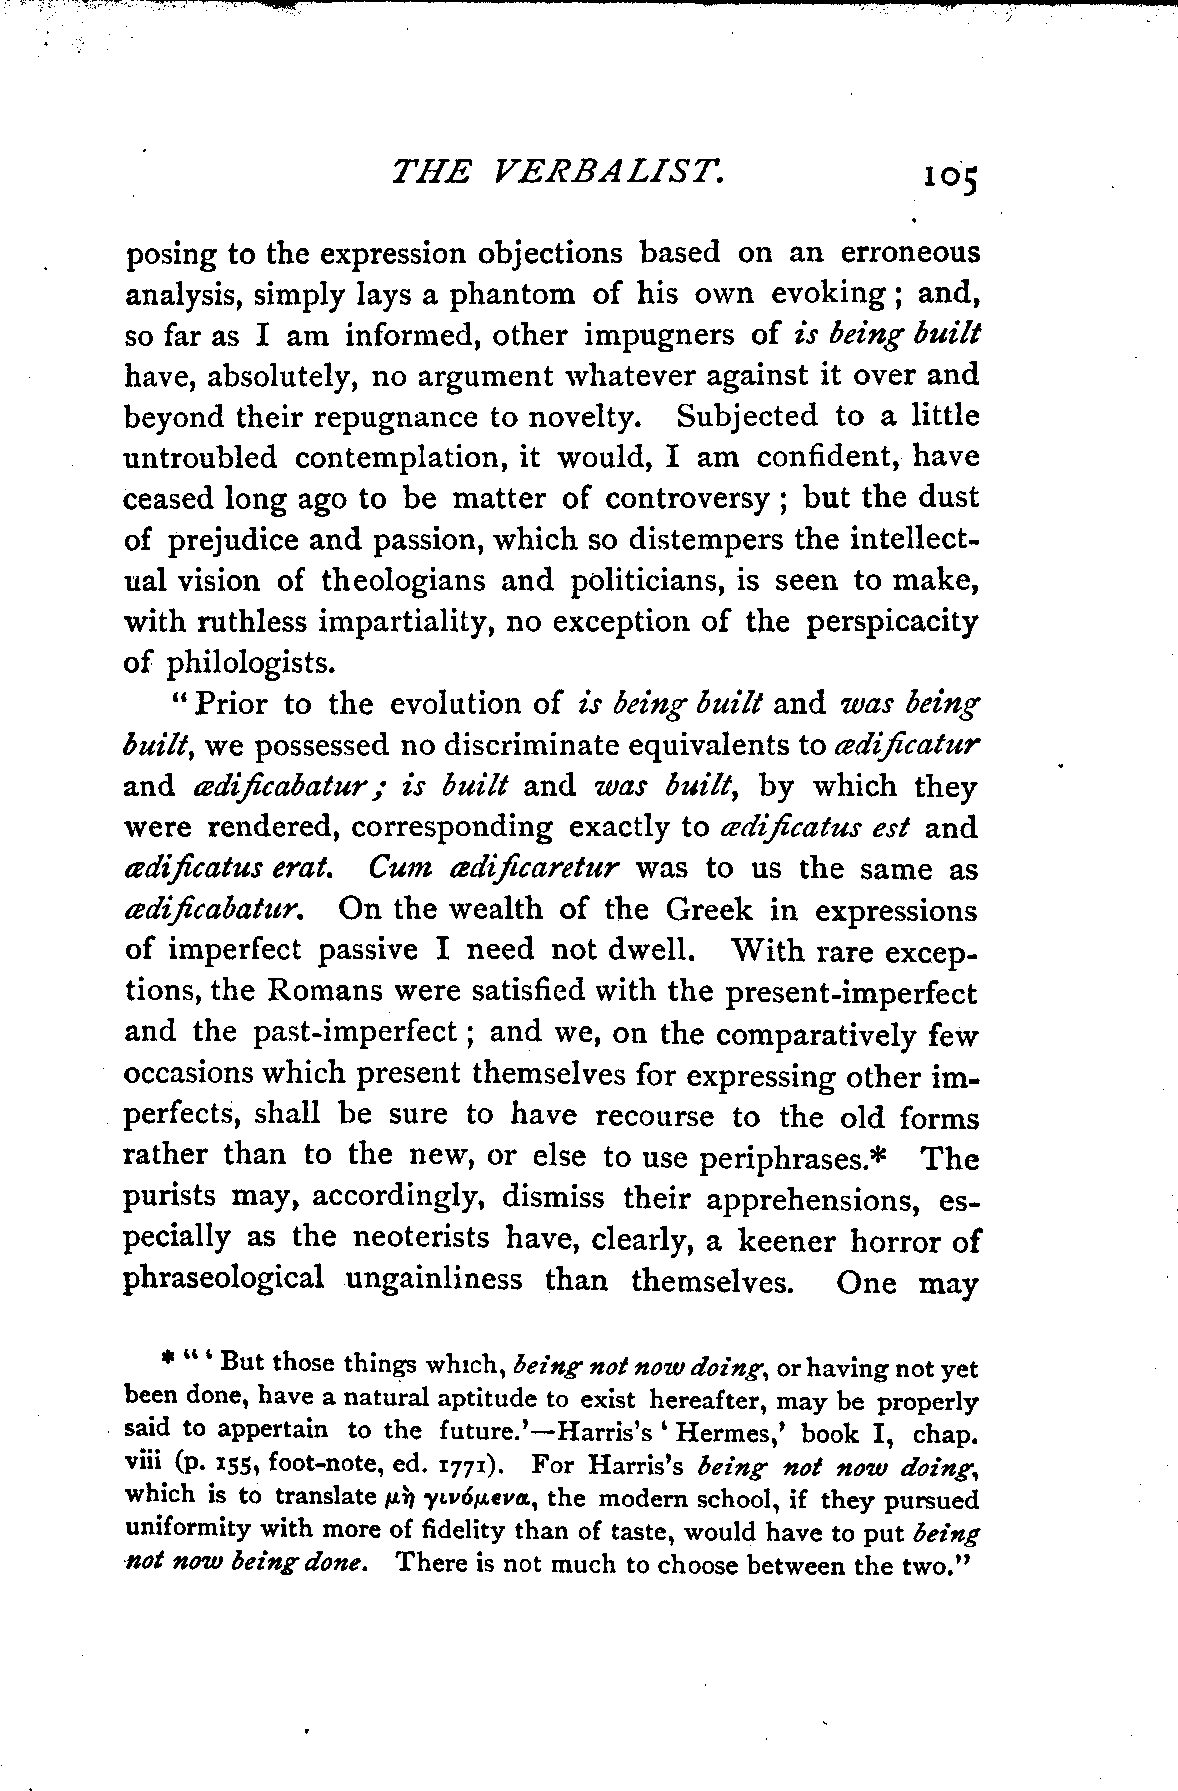 THE VERBALIST. 105
posing to the expression objections based on an erroneous
analysis, simply lays a phantom of his own evoking ; and,
so far as I am informed, other impugners of is being built
have, absolutely, no argument whatever against it over and
beyond their repugnance to novelty. Subjected to a little
untroubled contemplation, it would, I am confident, have
ceased long ago to be matter of controversy ; but the dust
of prejudice and passion, which so distempers the intellect-
ual vision of theologians and politicians, is seen to make,
with ruthless impartiality, no exception of the perspicacity
of philologists.
“ Prior to the evolution of is being built and was being
built, we possessed no discriminate equivalents to ædificatur
and ædificabatur ; is built and was built, by which they
were rendered, corresponding exactly to ædificatus est and
ædificatus erat. Cum ædificaretur was to us the same as
ædificabatur. On the wealth of the Greek in expressions
of imperfect passive I need not dwell. With rare excep-
tions, the Romans were satisfied with the present-imperfect
and the past-imperfect ; and we, on the comparatively few
occasions which present themselves for expressing other im-
perfects, shall be sure to have recourse to the old forms
rather than to the new, or else to use periphrases.* The
purists may, accordingly, dismiss their apprehensions, es-
pecially as the neoterists have, clearly, a keener horror of
phraseological ungainliness than themselves. One may
* “ ‘ But those things which, being not now doing, or having not yet
been done, have a natural aptitude to exist hereafter, may be properly
said to appertain to the future.’—Harris’s ‘ Hermes,’ book I, chap.
viii (p. 155, foot-note, ed. 1771). For Harris’s being not now doing,
which is to translate μὴ γινόμενα, the modern school, if they pursued
uniformity with more of fidelity than of taste, would have to put being
not now being done. There is not much to choose between the two.”